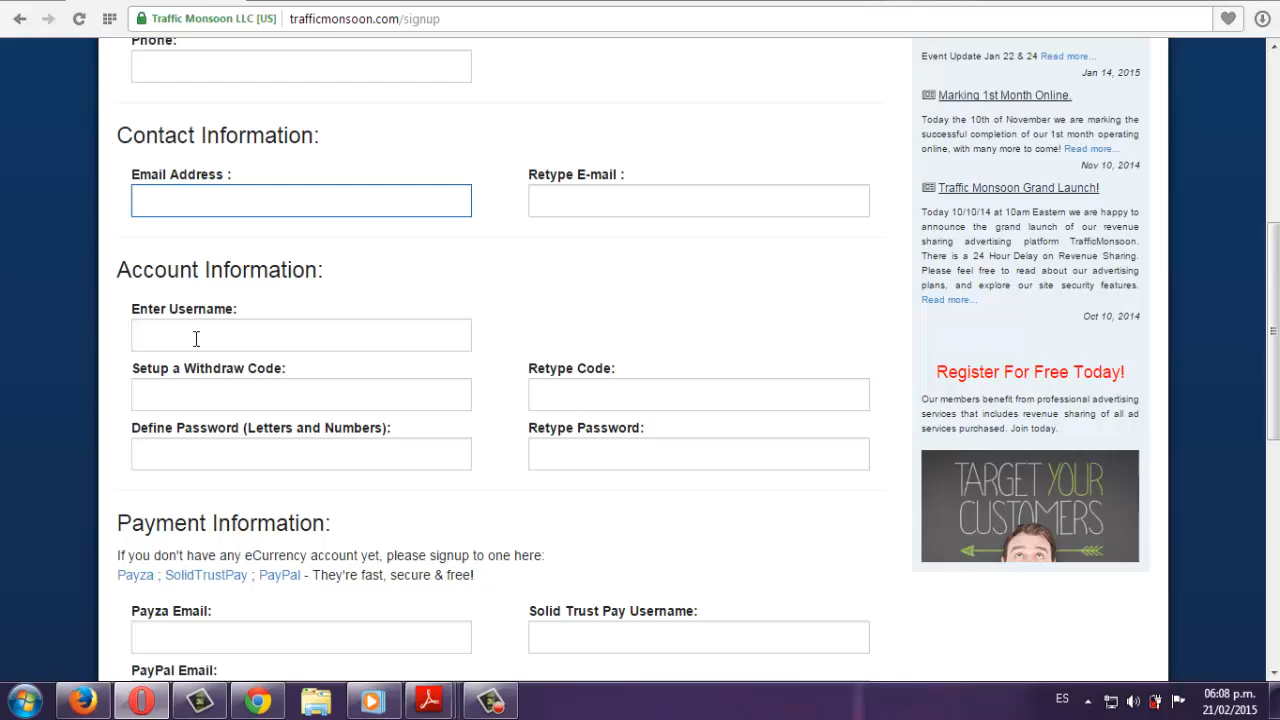 Traffic Monsoon LLC [US]
trafficmonsoon.com/signup
Phone:
Contact Information:
Email Address :
Retype E-mail :
Account Information:
Enter Username:
Setup a Withdraw Code:
Retype Code:
Define Password (Letters and Numbers):
Retype Password:
Payment Information:
If you don't have any eCurrency account yet, please signup to one here:
Payza ; SolidTrustPay ; PayPal - They're fast, secure & free!
Payza Email:
Solid Trust Pay Username:
PayPal Email:
Event Update Jan 22 & 24 Read more...
Jan 14, 2015
Marking 1st Month Online.
Today the 10th of November we are marking the
successful completion of our 1st month operating
online, with many more to come! Read more...
Nov 10, 2014
Traffic Monsoon Grand Launch!
Today 10/10/14 at 10am Eastern we are happy to
announce the grand launch of our revenue
sharing advertising platform TrafficMonsoon.
There is a 24 Hour Delay on Revenue Sharing.
Please feel free to read about our advertising
plans, and explore our site security features.
Read more...
Oct 10, 2014
Register For Free Today!
Our members benefit from professional advertising
services that includes revenue sharing of all ad
services purchased. Join today.
TARGET YOUR
CUSTOMERS
ES
06:08 p.m.
21/02/2015